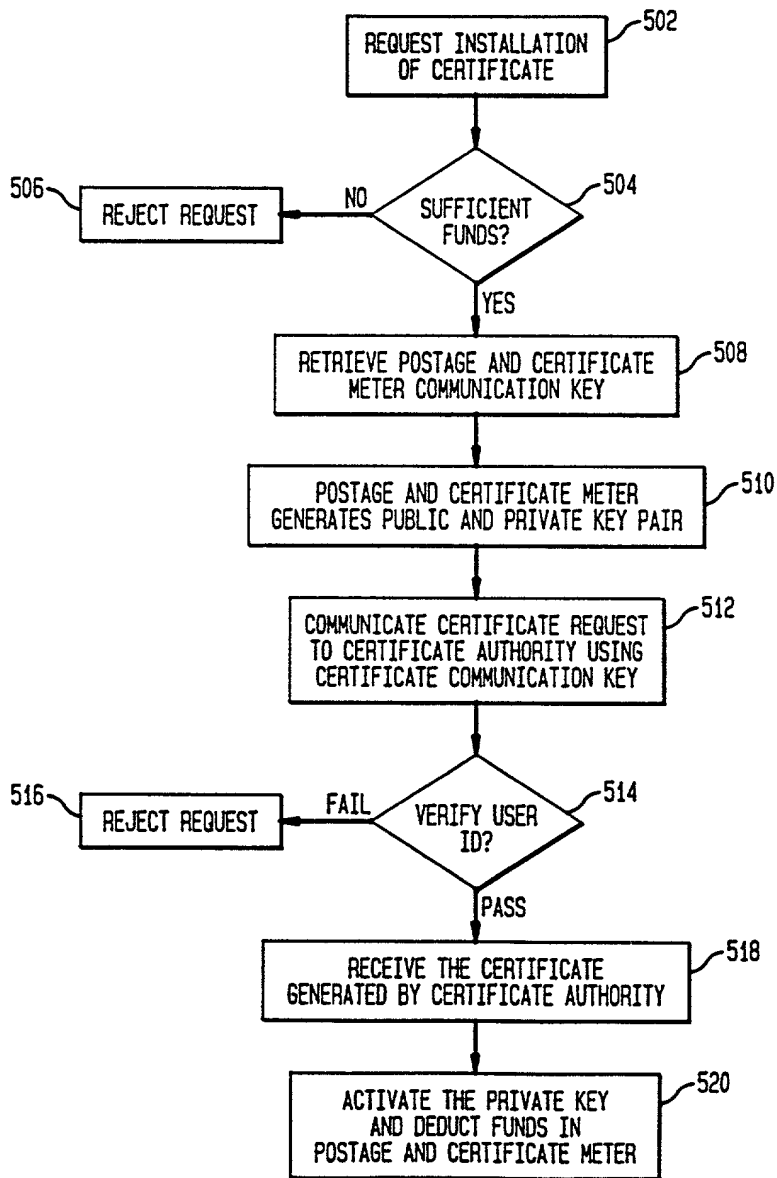 REQUEST INSTALLATION
OF CERTIFICATE
502
SUFFICIENT
FUNDS?
504
NO
506
REJECT REQUEST
YES
RETRIEVE POSTAGE AND CERTIFICATE
METER COMMUNICATION KEY
508
POSTAGE AND CERTIFICATE METER
GENERATES PUBLIC AND PRIVATE KEY PAIR
510
COMMUNICATE CERTIFICATE REQUEST
TO CERTIFICATE AUTHORITY USING
CERTIFICATE COMMUNICATION KEY
512
VERIFY USER
ID?
514
FAIL
516
REJECT REQUEST
PASS
RECEIVE THE CERTIFICATE
GENERATED BY CERTIFICATE AUTHORITY
518
ACTIVATE THE PRIVATE KEY
AND DEDUCT FUNDS IN
POSTAGE AND CERTIFICATE METER
520